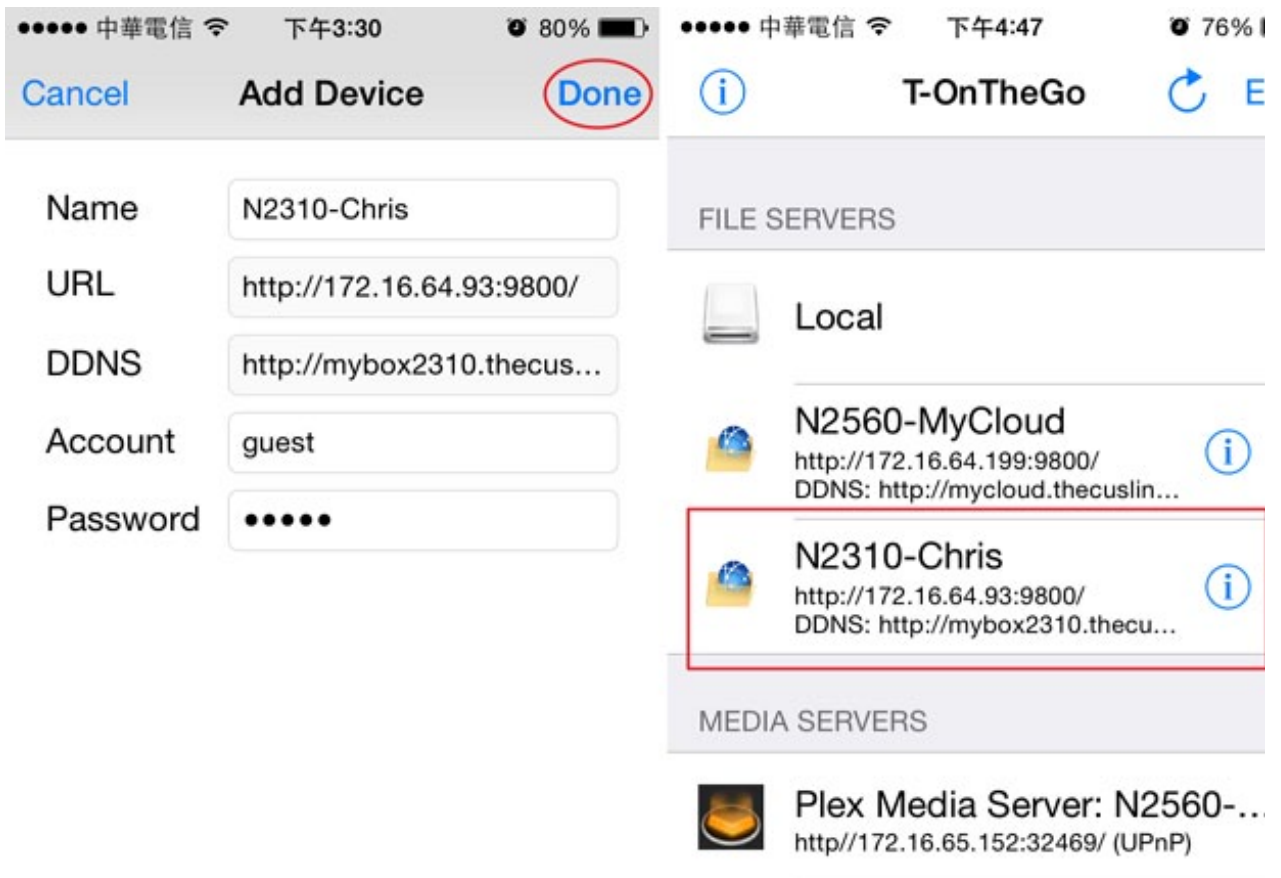 中華電信 下午3:30 80%
Cancel Add Device Done
Name N2310-Chris
URL http://172.16.64.93:9800/
DDNS http://mybox2310.thecus...
Account guest
Password •••••
中華電信 下午4:47 76%
T-OnTheGo E
FILE SERVERS
Local
N2560-MyCloud
http://172.16.64.199:9800/
DDNS: http://mycloud.thecuslin...
N2310-Chris
http://172.16.64.93:9800/
DDNS: http://mybox2310.thecu...
MEDIA SERVERS
Plex Media Server: N2560-...
http//172.16.65.152:32469/ (UPnP)